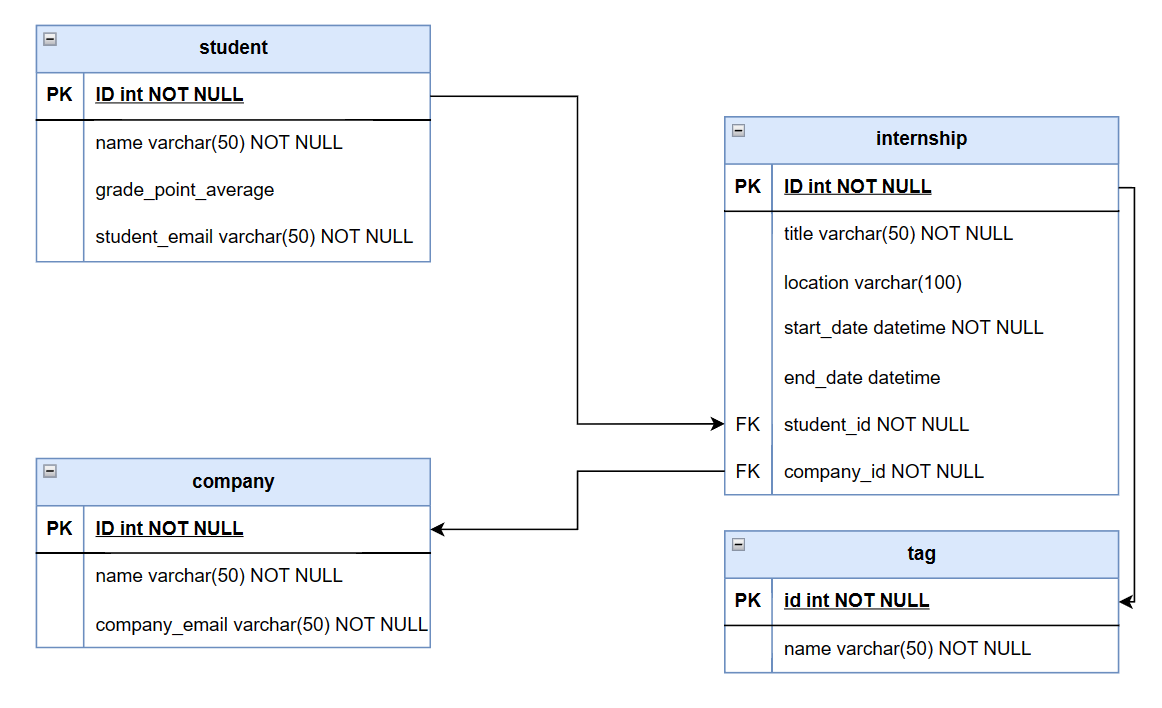 student
PK ID int NOT NULL
name varchar(50) NOT NULL
grade_point_average
student_email varchar(50) NOT NULL
internship
PK ID int NOT NULL
title varchar(50) NOT NULL
location varchar(100)
start_date datetime NOT NULL
end_date datetime
FK student_id NOT NULL
FK company_id NOT NULL
company
PK ID int NOT NULL
name varchar(50) NOT NULL
company_email varchar(50) NOT NULL
tag
PK id int NOT NULL
name varchar(50) NOT NULL